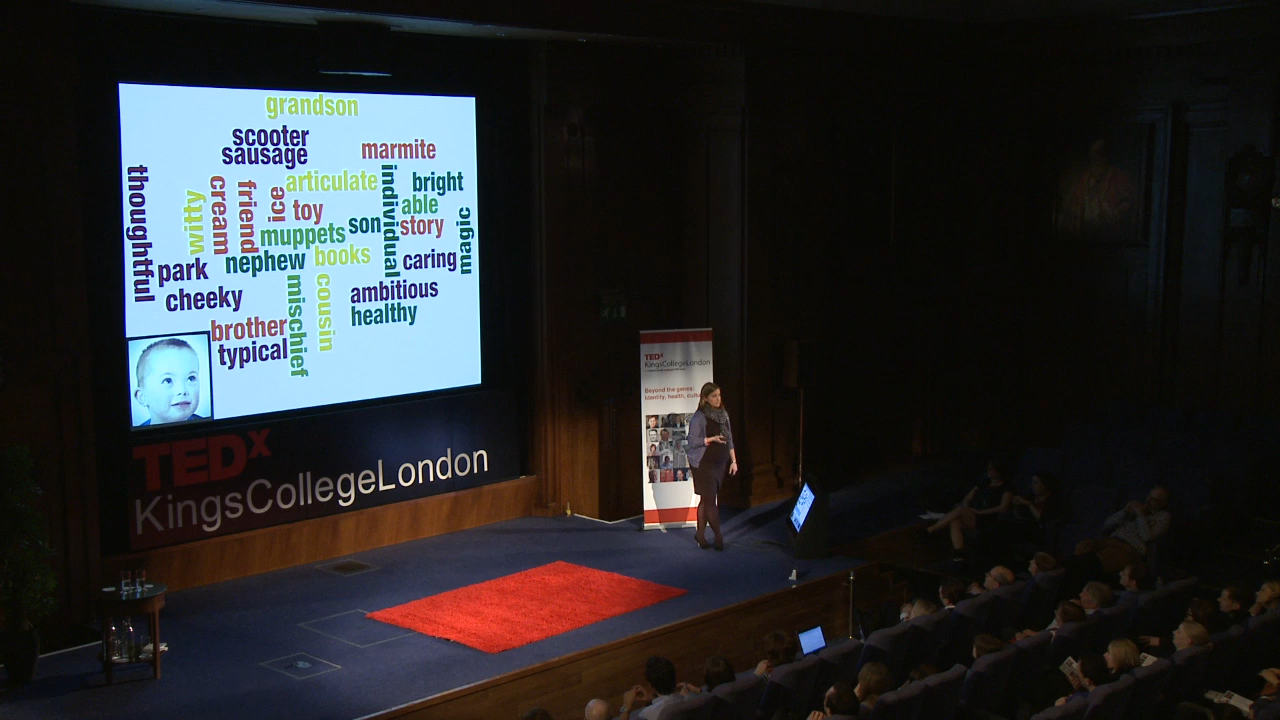 grandson
scooter
sausage
marmite
thoughtful
witty
cream
friend
ice
articulate
individual
bright
able
toy
son
story
muppets
magic
nephew
books
caring
park
cheeky
mischief
cousin
ambitious
healthy
brother
typical
TEDx
KingsCollegeLondon
TEDx
KingsCollegeLondon
Beyond the genes:
Identity, health,